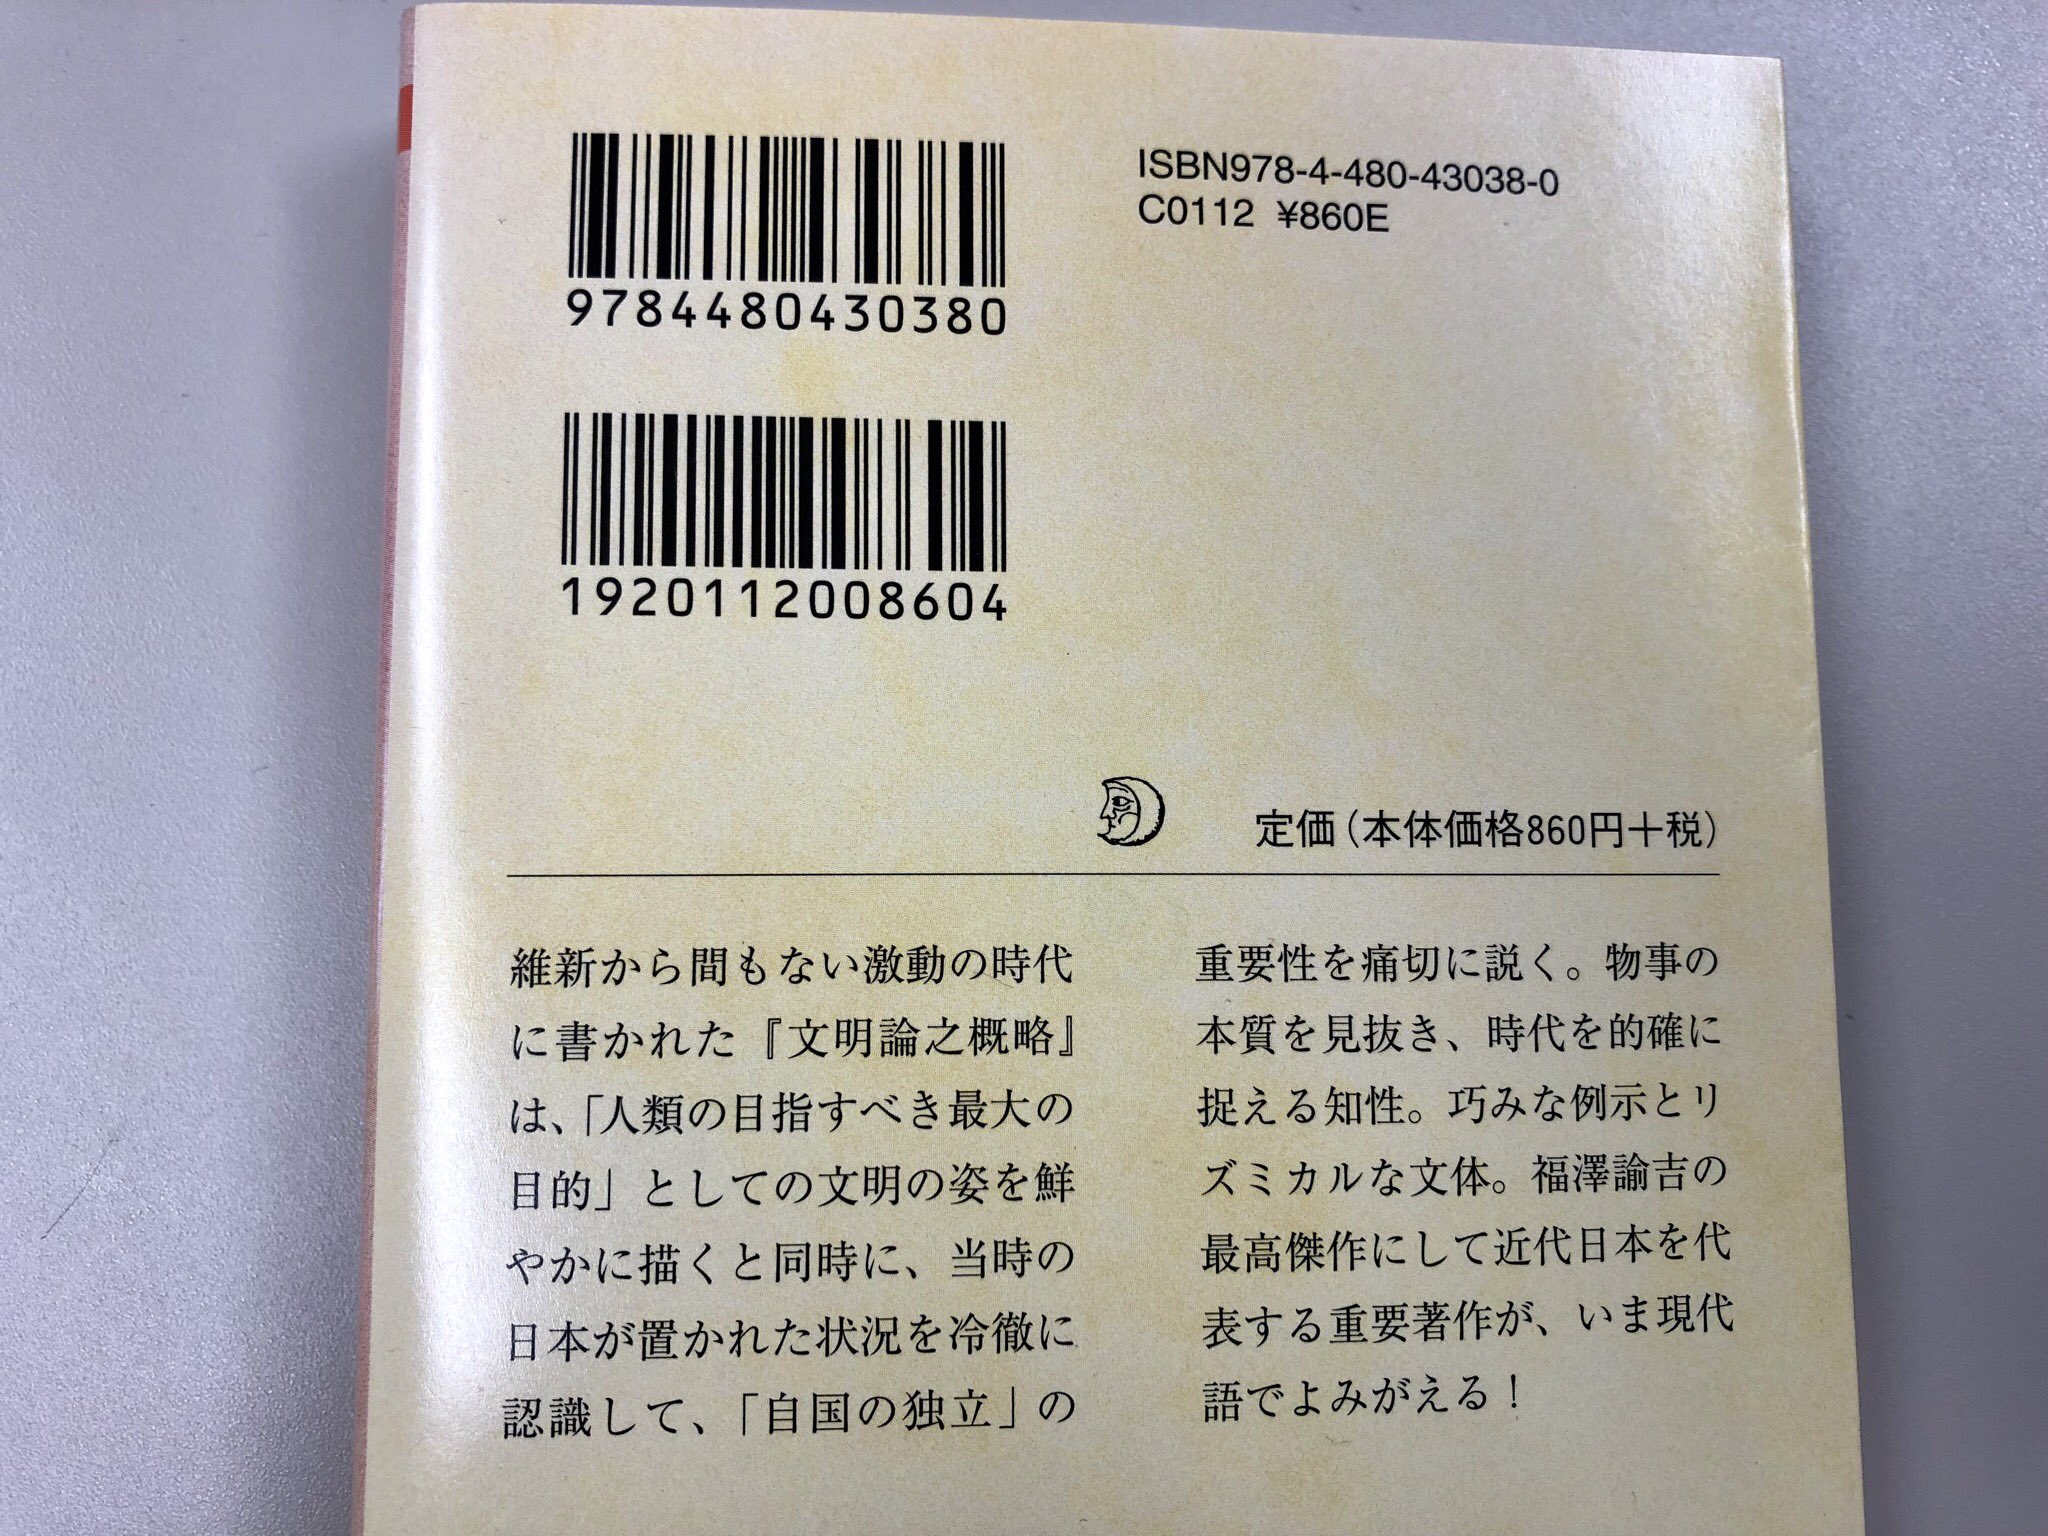 9784480430380
ISBN978-4-480-43038-0
C0112 ¥860E
1920112008604
定価(本体価格860円+税)
維新から間もない激動の時代
に書かれた『文明論之概略』
は、「人類の目指すべき最大の
目的」としての文明の姿を鮮
やかに描くと同時に、当時の
日本が置かれた状況を冷徹に
認識して、「自国の独立」の
重要性を痛切に説く。物事の
本質を見抜き、時代を的確に
捉える知性。巧みな例示とリ
ズミカルな文体。福澤諭吉の
最高傑作にして近代日本を代
表する重要著作が、いま現代
語でよみがえる!